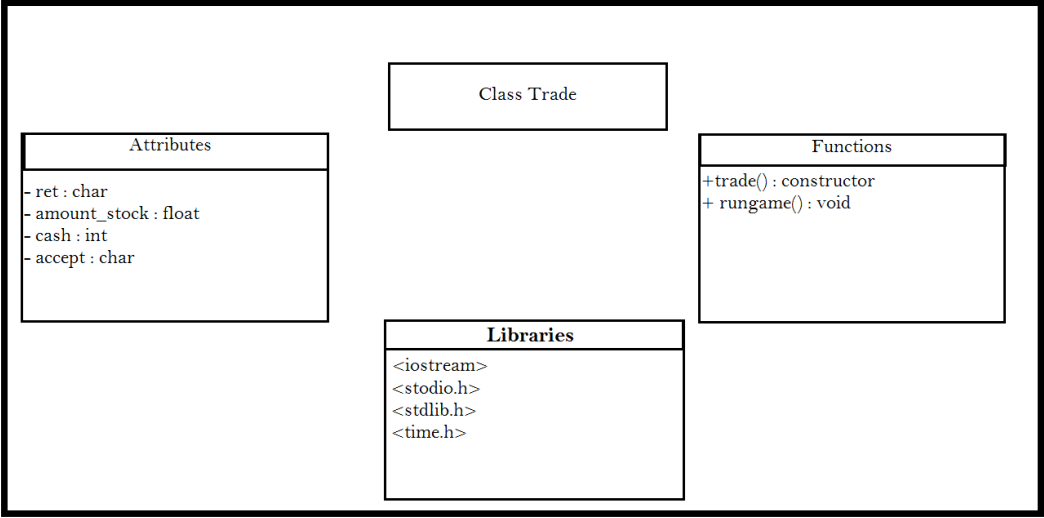 Class Trade
Attributes
- ret : char
- amount_stock : float
- cash : int
- accept : char
Functions
+trade() : constructor
+ rungame() : void
Libraries
<iostream>
<stodio.h>
<stdlib.h>
<time.h>